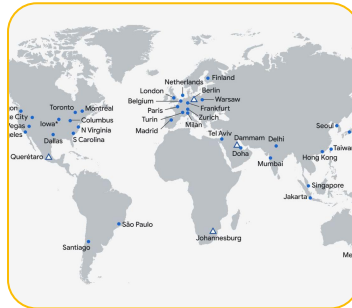 Finland
Netherlands
London
Berlin
Belgium
Warsaw
Paris
Frankfurt
Turin
Zurich
Madrid
Milan
Toronto
Montréal
Iowa
Columbus
N Virginia
Dallas
S Carolina
Querétaro
Tel Aviv
Dammam
Doha
Delhi
Mumbai
Seoul
Taiwan
Hong Kong
Singapore
Jakarta
São Paulo
Santiago
Johannesburg